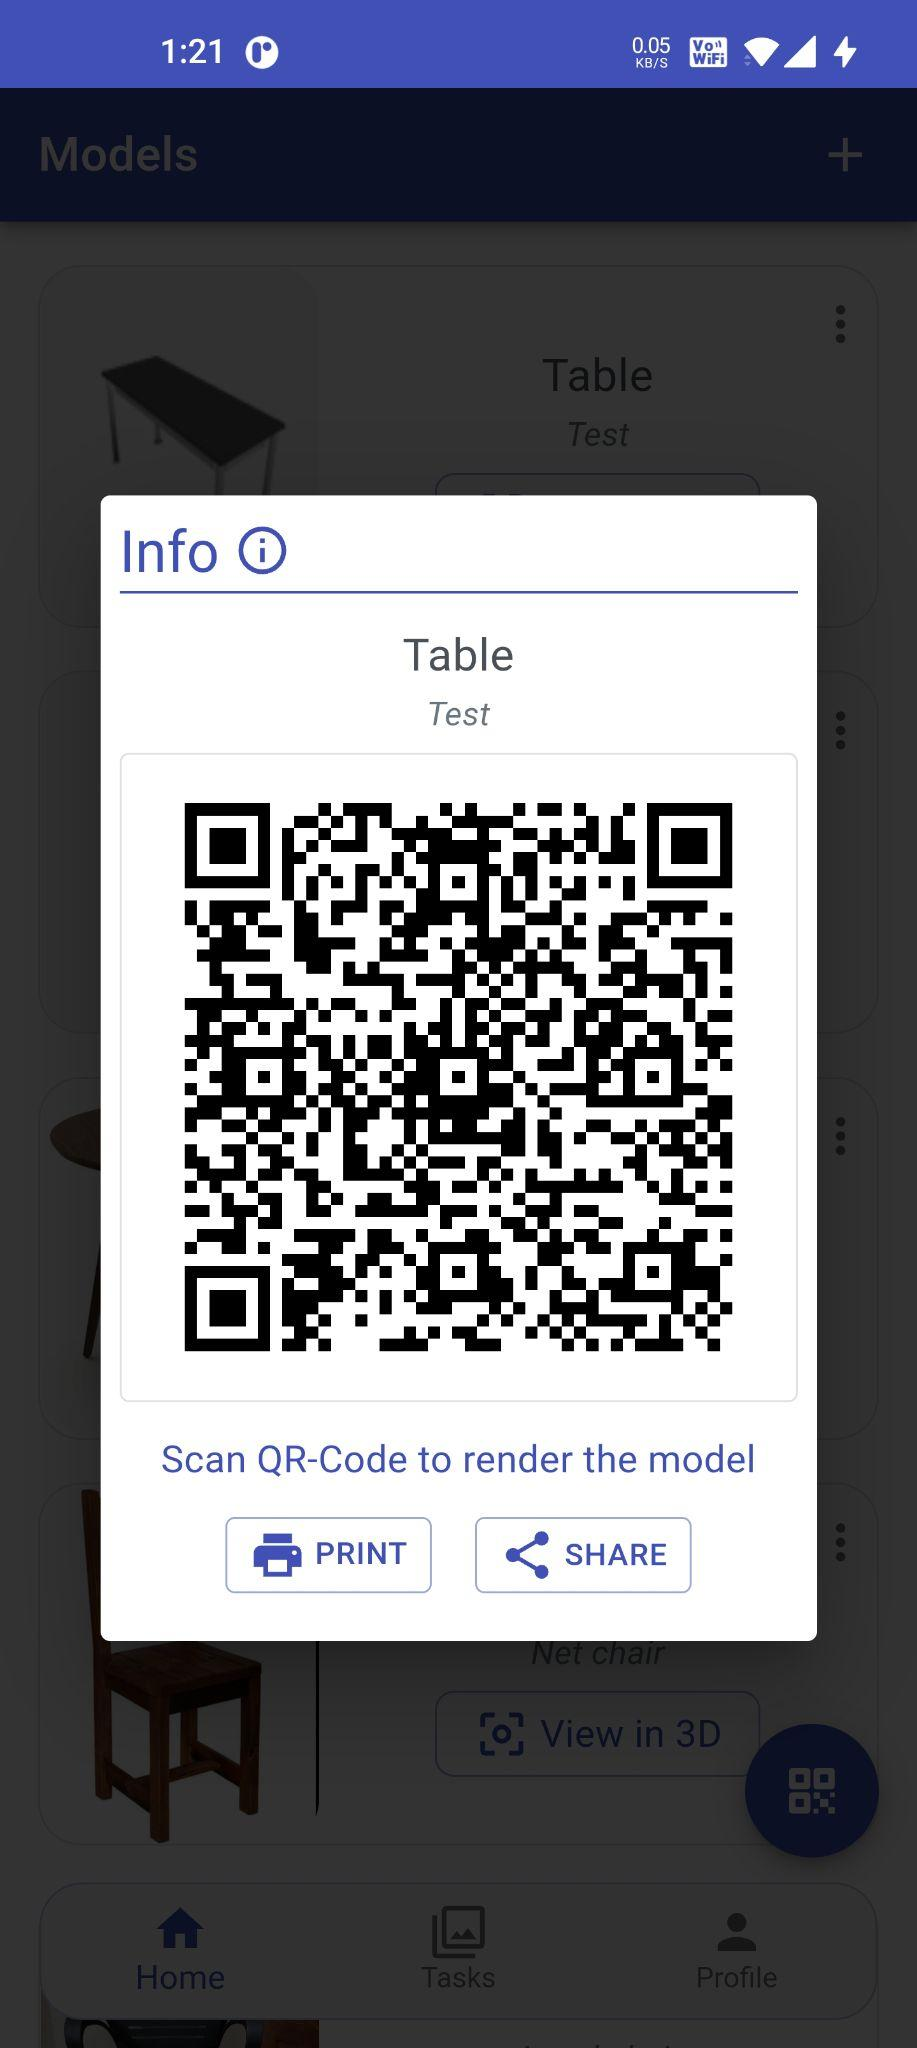 1:21
0.05
KB/S
Vo
WiFi
Models
Table
Test
Info
Table
Test
Scan QR-Code to render the model
PRINT
SHARE
Net chair
View in 3D
Home
Tasks
Profile